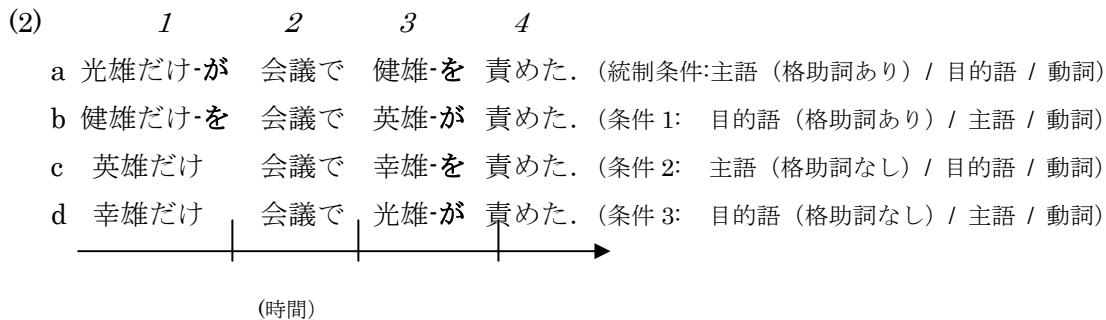 (2) 1 2 3 4
a 光雄だけ-が 会議で 健雄-を 責めた. (統制条件:主語(格助詞あり) / 目的語 / 動詞)
b 健雄だけ-を 会議で 英雄-が 責めた. (条件 1: 目的語(格助詞あり) / 主語 / 動詞)
c 英雄だけ 会議で 幸雄-を 責めた. (条件 2: 主語(格助詞なし) / 目的語 / 動詞)
d 幸雄だけ 会議で 光雄-が 責めた. (条件 3: 目的語(格助詞なし) / 主語 / 動詞)
(時間)